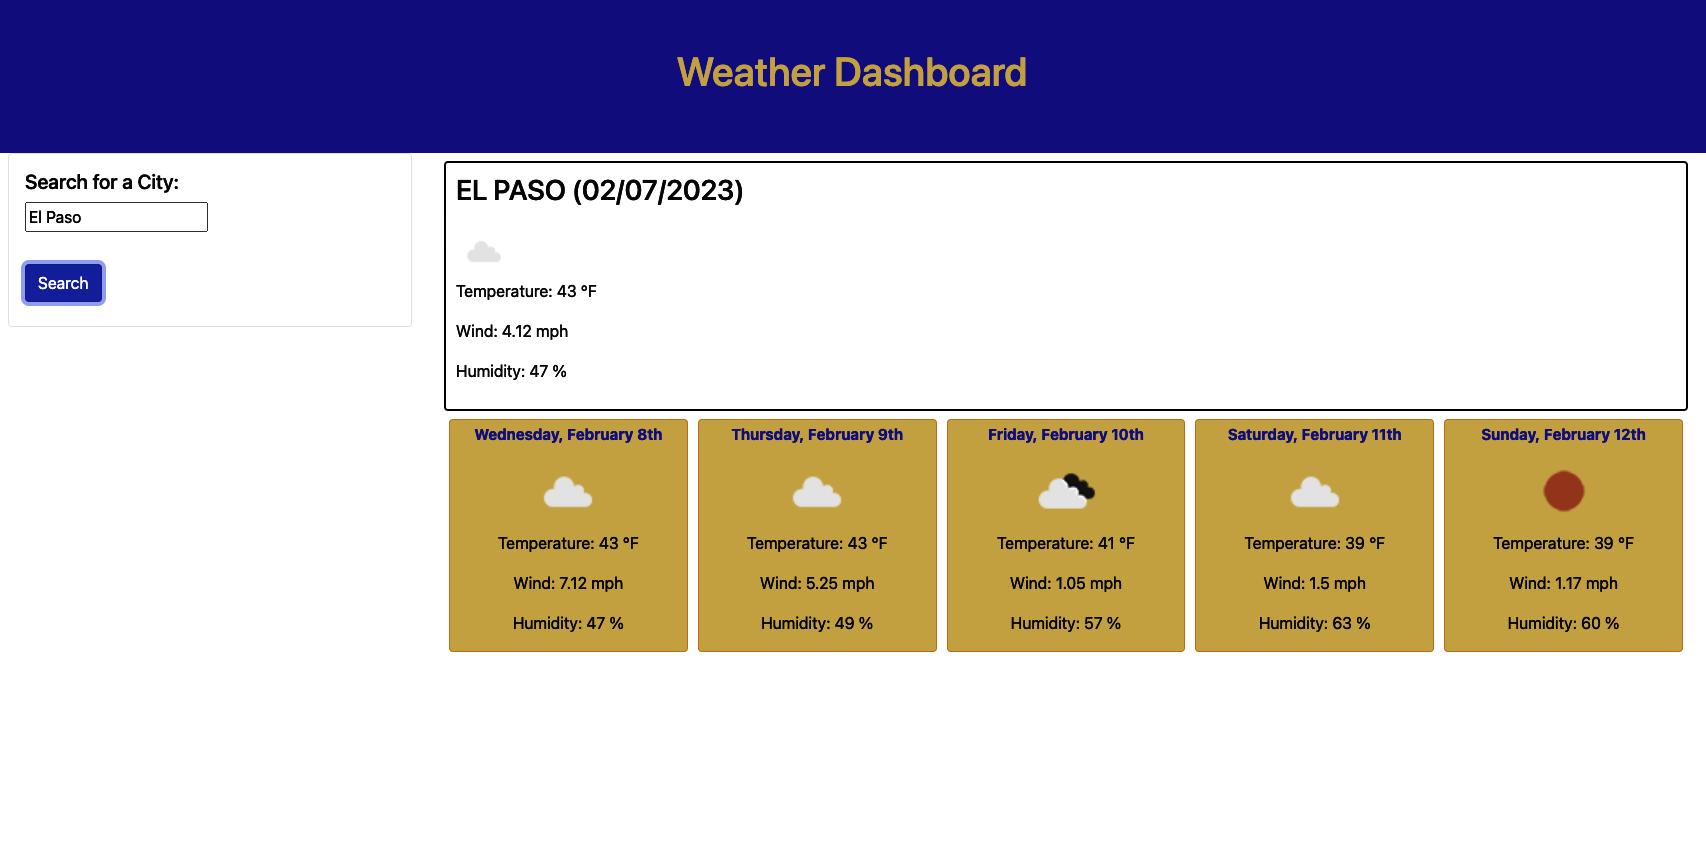 Weather Dashboard
Search for a City:
El Paso
Search
EL PASO (02/07/2023)
Temperature: 43 °F
Wind: 4.12 mph
Humidity: 47 %
Wednesday, February 8th
Temperature: 43 °F
Wind: 7.12 mph
Humidity: 47 %
Thursday, February 9th
Temperature: 43 °F
Wind: 5.25 mph
Humidity: 49 %
Friday, February 10th
Temperature: 41 °F
Wind: 1.05 mph
Humidity: 57 %
Saturday, February 11th
Temperature: 39 °F
Wind: 1.5 mph
Humidity: 63 %
Sunday, February 12th
Temperature: 39 °F
Wind: 1.17 mph
Humidity: 60 %